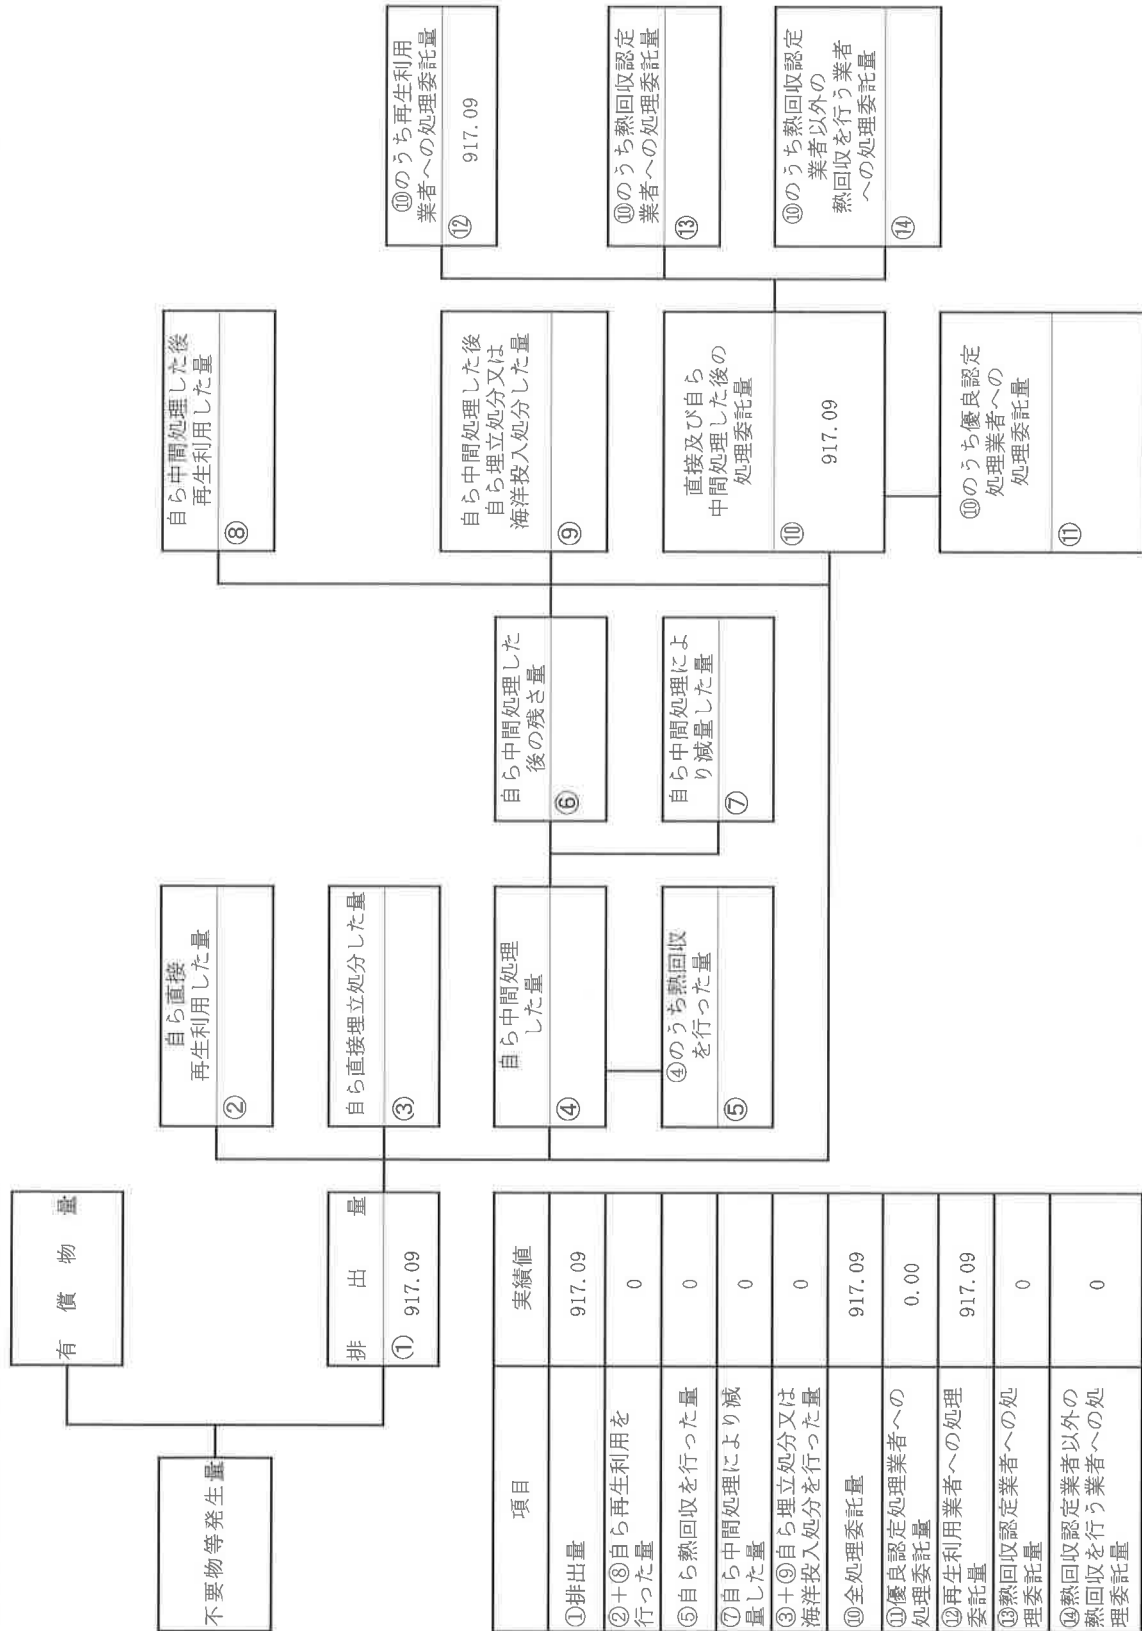 不要物等発生量
有償物量
排出量
① 917.09
自ら直接
再生利用した量
②
自ら直接埋立処分した量
③
自ら中間処理
した量
④
④のうち熱回収
を行った量
⑤
自ら中間処理した
後の残さ量
⑥
自ら中間処理によ
り減量した量
⑦
自ら中間処理した後
再生利用した量
⑧
自ら中間処理した後
自ら埋立処分又は
海洋投入処分した量
⑨
直接及び自ら
中間処理した後の
処理委託量
⑩
917.09
⑩のうち優良認定
処理業者への
処理委託量
⑪
⑩のうち再生利用
業者への処理委託量
⑫
917.09
⑩のうち熱回収認定
業者への処理委託量
⑬
⑩のうち熱回収認定
業者以外の
熱回収を行う業者
への処理委託量
⑭
項目 実績値
①排出量 917.09
②+⑧自ら再生利用を
行った量 0
⑤自ら熱回収を行った量 0
⑦自ら中間処理により減
量した量 0
③+⑨自ら埋立処分又は
海洋投入処分を行った量 0
⑩全処理委託量 917.09
⑪優良認定処理業者への
処理委託量 0.00
⑫再生利用業者への処理
委託量 917.09
⑬熱回収認定業者への処
理委託量 0
⑭熱回収認定業者以外の
熱回収を行う業者への処
理委託量 0